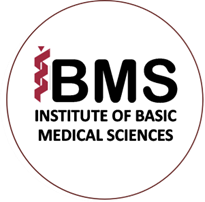 IBMS
INSTITUTE OF BASIC
MEDICAL SCIENCES